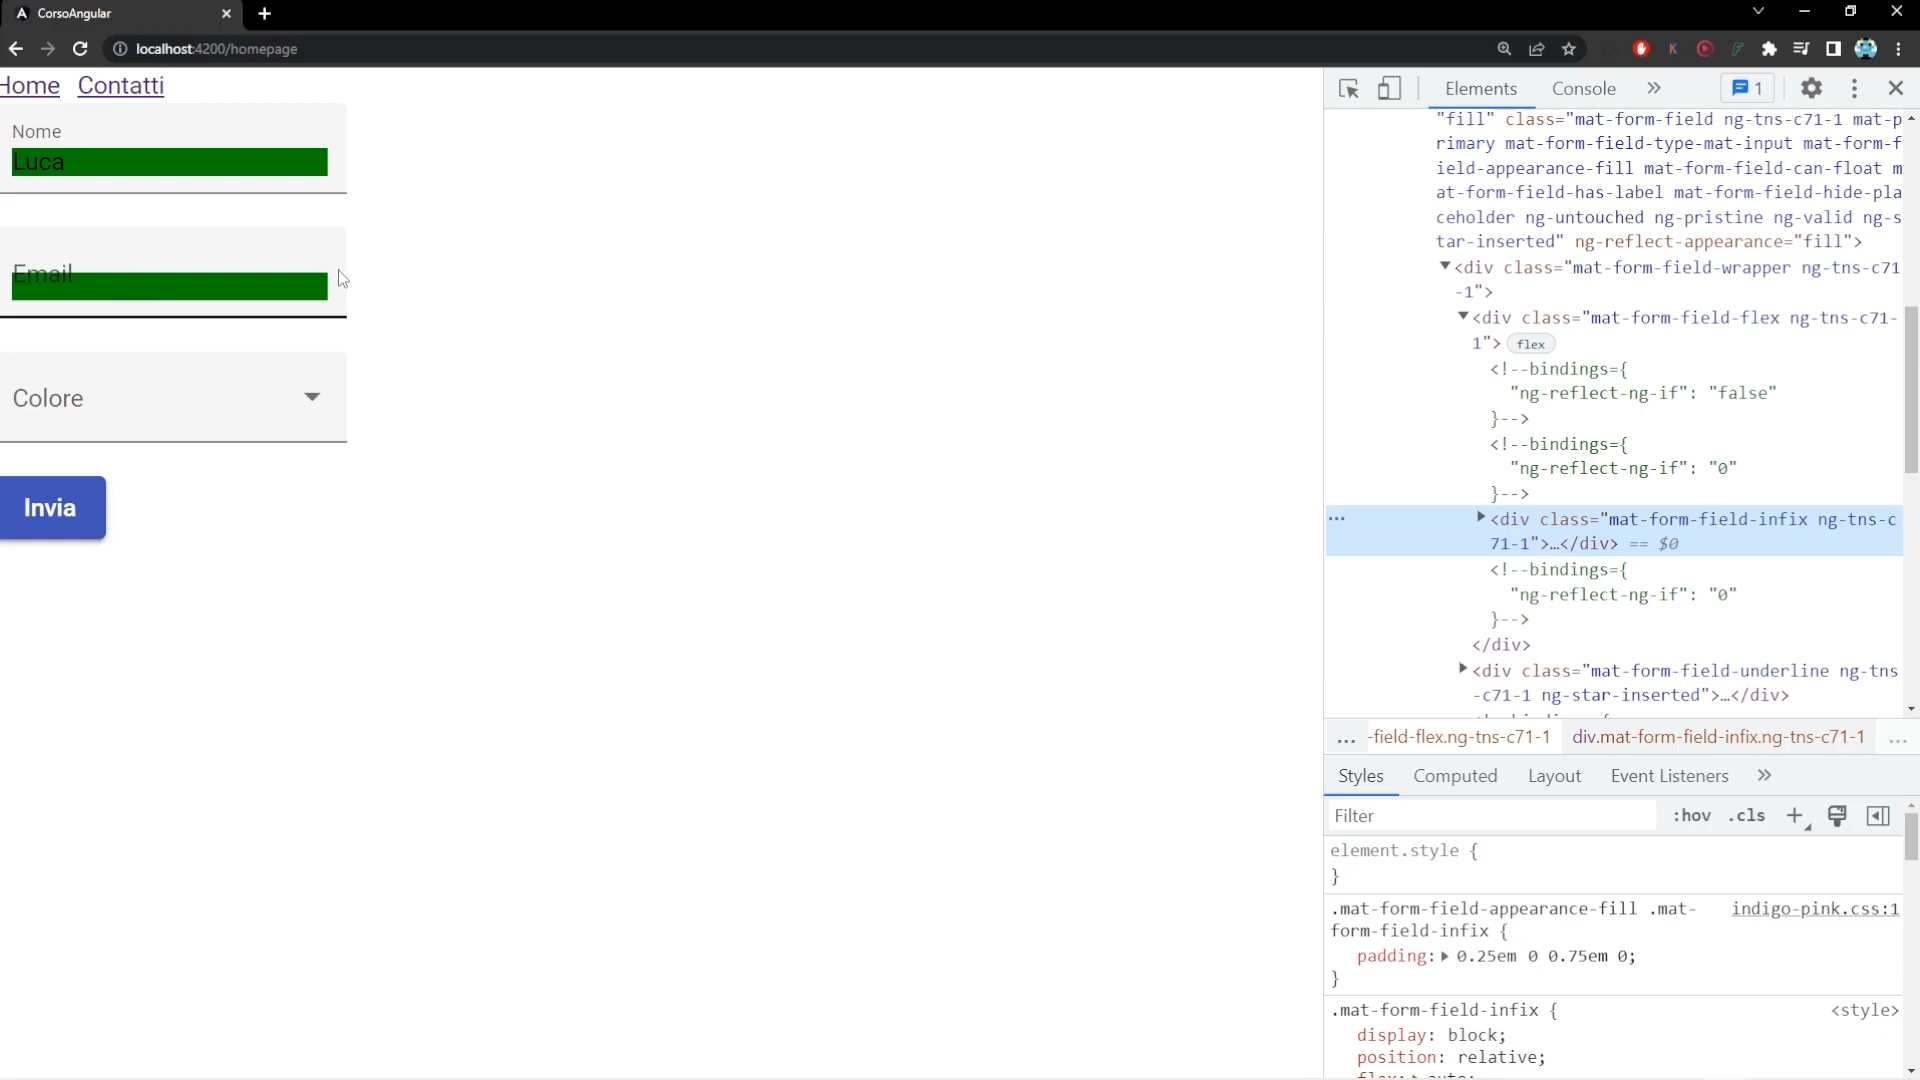 CorsoAngular
localhost:4200/homepage
Home Contatti
Nome
Luca
Email
Colore
Invia
Elements Console 1
"fill" class="mat-form-field ng-tns-c71-1 mat-p
rimary mat-form-field-type-mat-input mat-form-f
ield-appearance-fill mat-form-field-can-float m
at-form-field-has-label mat-form-field-hide-pla
ceholder ng-untouched ng-pristine ng-valid ng-s
tar-inserted" ng-reflect-appearance="fill">
<div class="mat-form-field-wrapper ng-tns-c71
-1">
<div class="mat-form-field-flex ng-tns-c71-
1"> flex
<!--bindings={
"ng-reflect-ng-if": "false"
}-->
<!--bindings={
"ng-reflect-ng-if": "0"
}-->
<div class="mat-form-field-infix ng-tns-c
71-1">…</div> == $0
<!--bindings={
"ng-reflect-ng-if": "0"
}-->
</div>
<div class="mat-form-field-underline ng-tns
-c71-1 ng-star-inserted">…</div>
... -field-flex.ng-tns-c71-1 div.mat-form-field-infix.ng-tns-c71-1 ...
Styles Computed Layout Event Listeners
Filter :hov .cls
element.style {
}
.mat-form-field-appearance-fill .mat- indigo-pink.css:1
form-field-infix {
padding: 0.25em 0 0.75em 0;
}
.mat-form-field-infix { <style>
display: block;
position: relative;